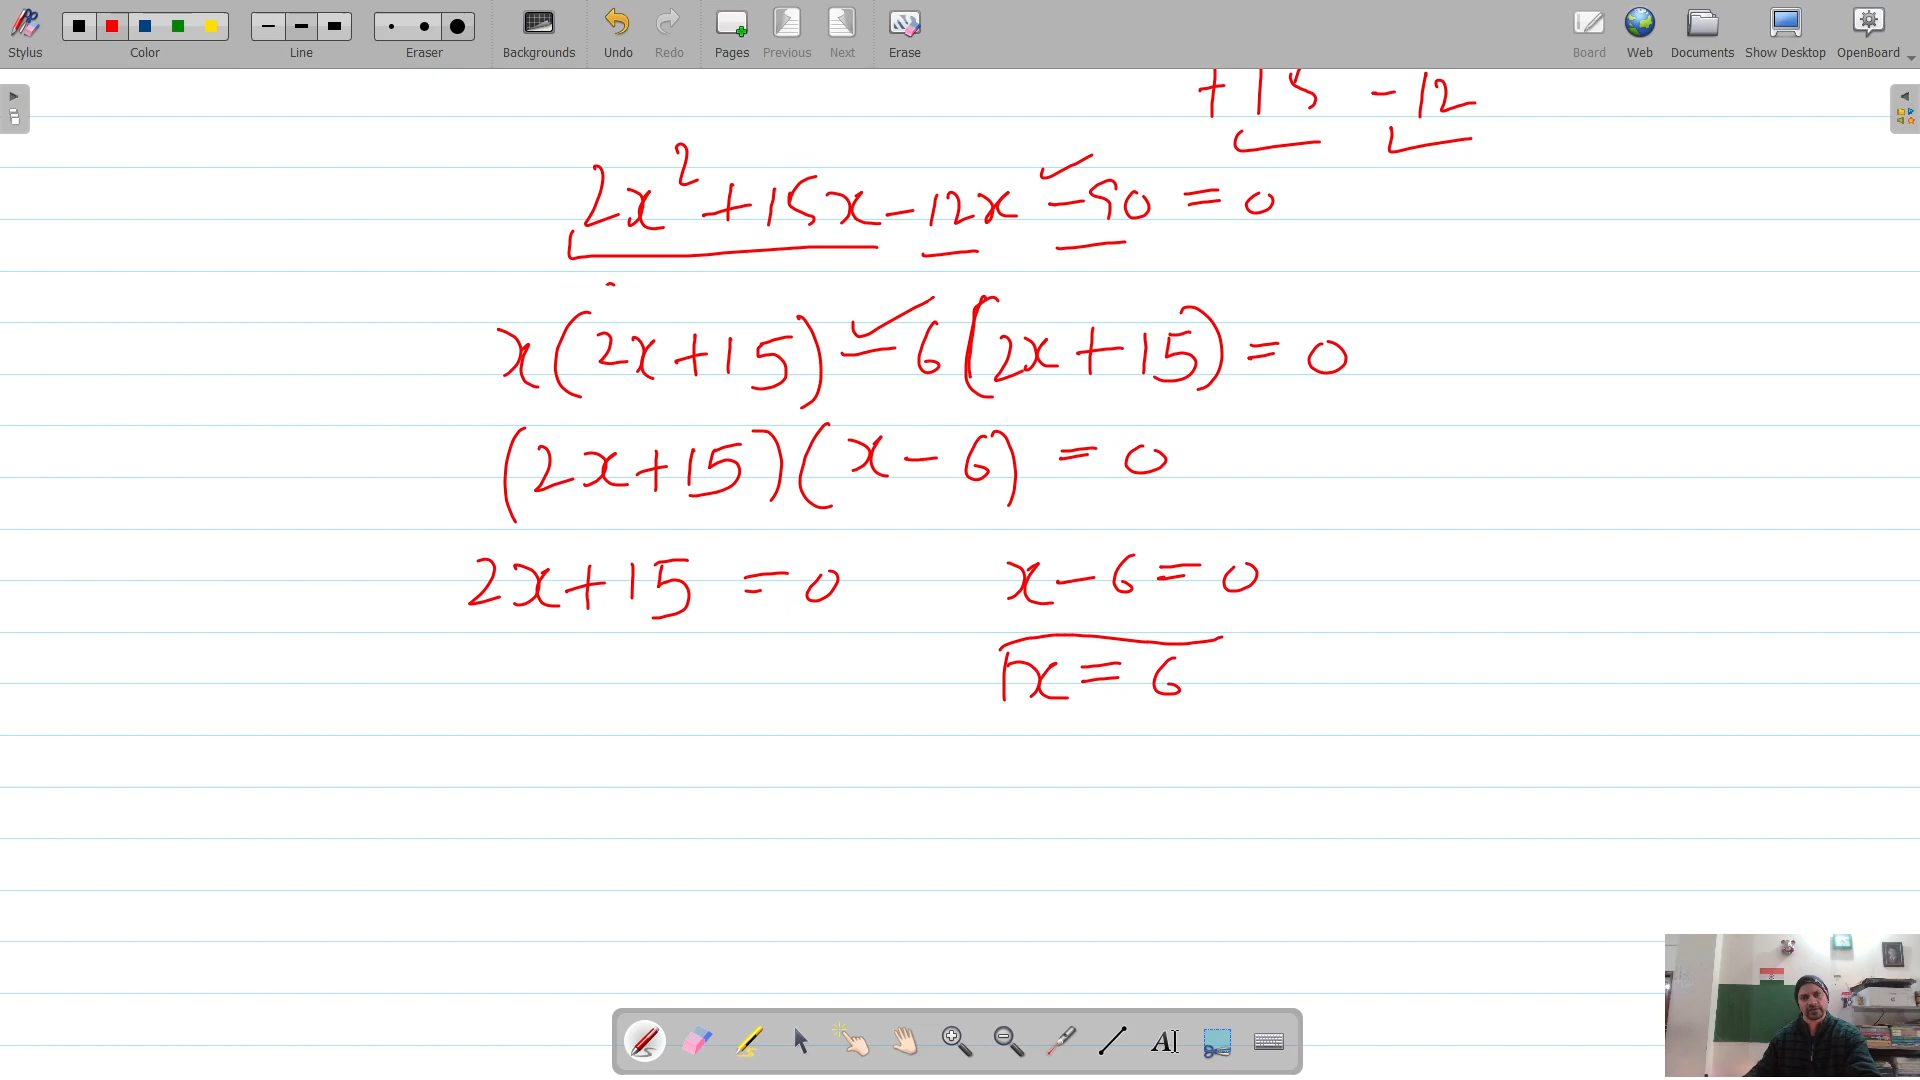 Stylus Color Line Eraser Backgrounds Undo Redo Pages Previous Next Erase Board Web Documents Show Desktop OpenBoard
+15 -12
2x² +15x -12x -90 = 0
x(2x+15) - 6(2x+15) = 0
(2x+15)(x-6) = 0
2x+15 = 0 x-6=0
x = 6